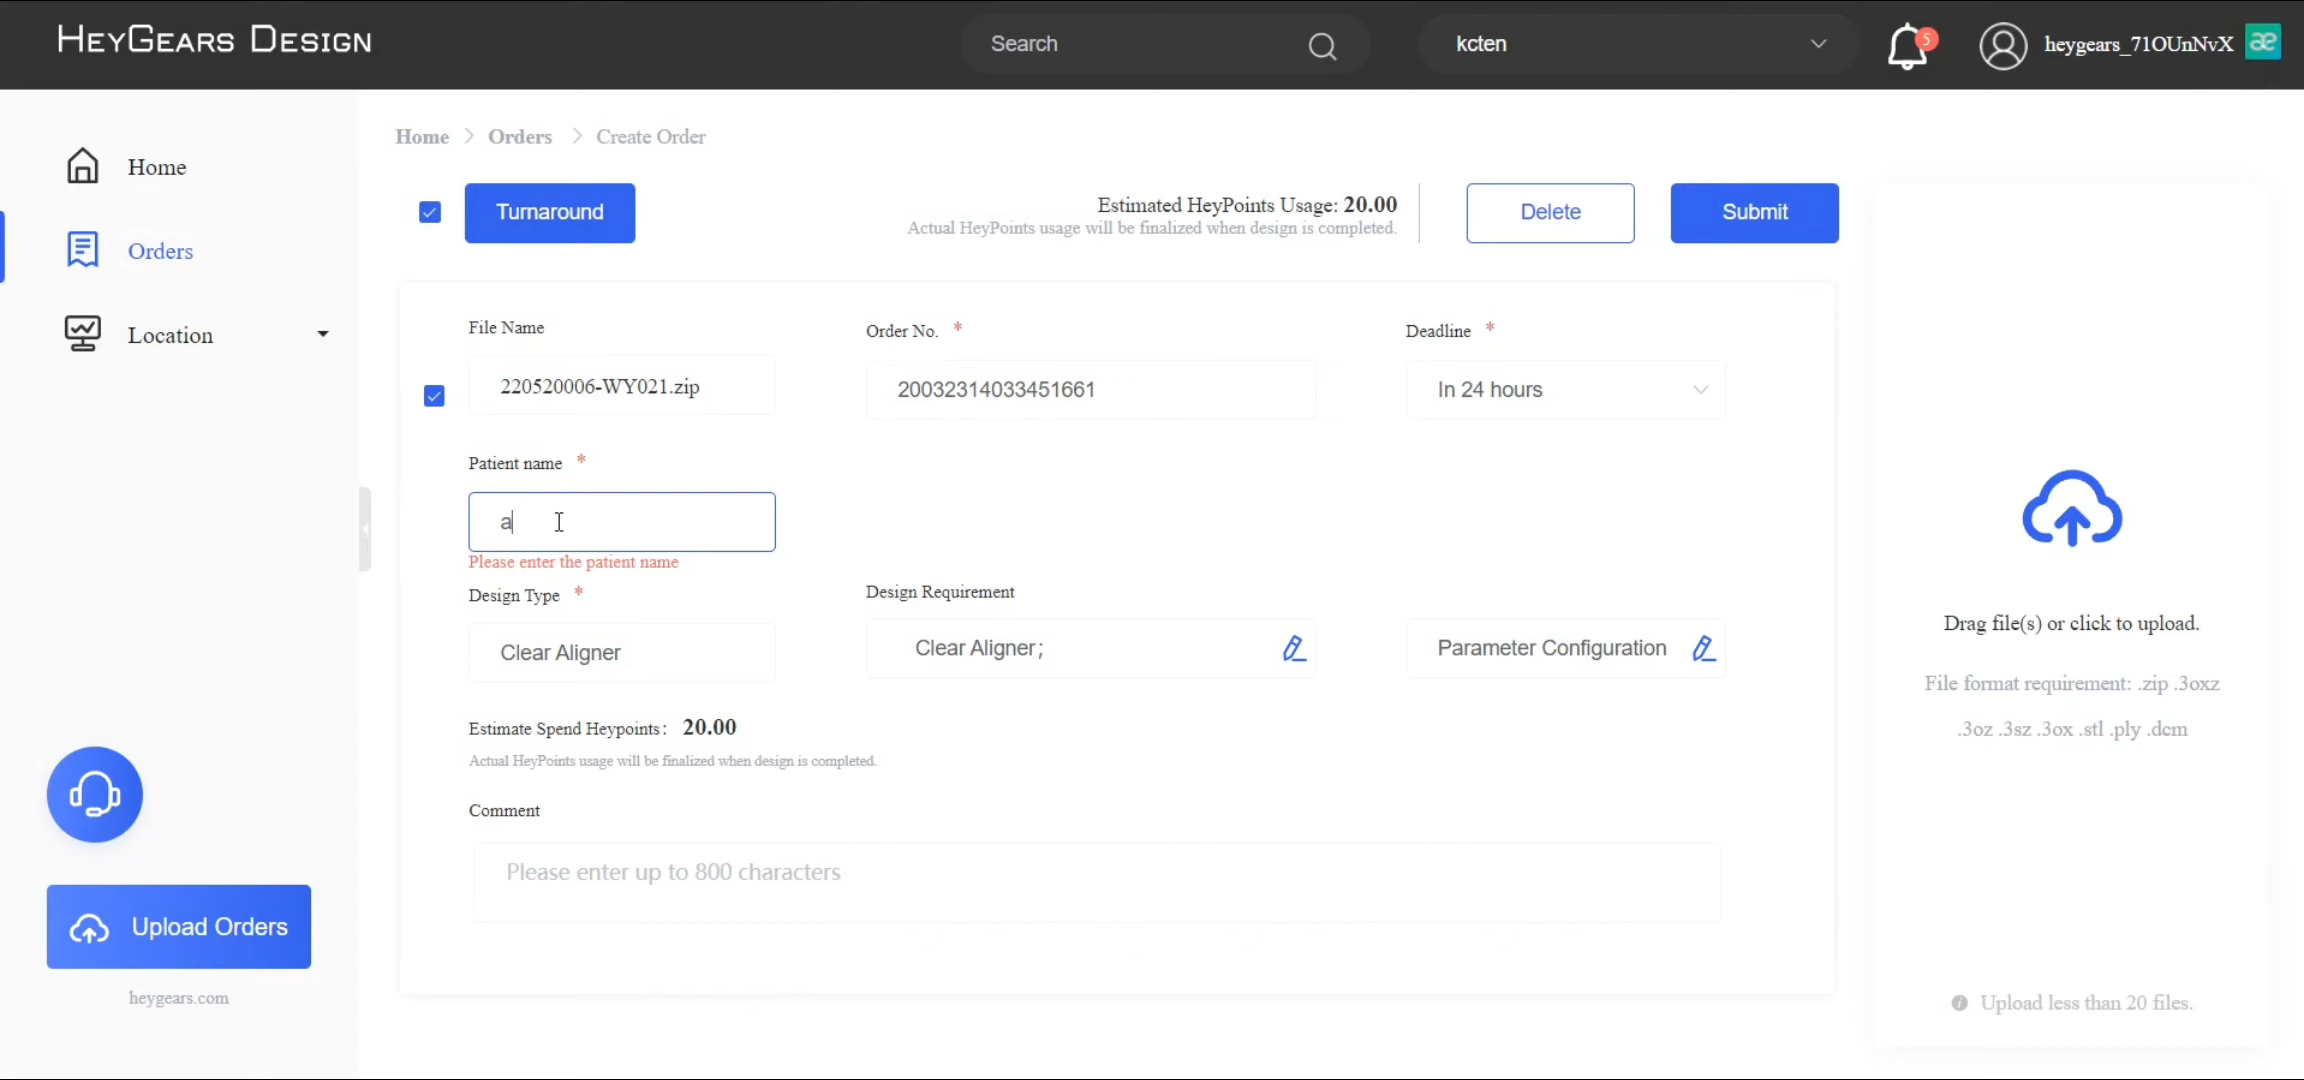 HEYGEARS DESIGN
Search
kcten
5
heygears_71OUnNvX
Home
Orders
Location
Upload Orders
heygears.com
Home > Orders > Create Order
Turnaround
Estimated HeyPoints Usage: 20.00
Actual HeyPoints usage will be finalized when design is completed.
Delete
Submit
File Name
Order No. *
Deadline *
220520006-WY021.zip
20032314033451661
In 24 hours
Patient name *
a
Please enter the patient name
Design Type *
Design Requirement
Clear Aligner
Clear Aligner;
Parameter Configuration
Estimate Spend Heypoints: 20.00
Actual HeyPoints usage will be finalized when design is completed.
Comment
Please enter up to 800 characters
Drag file(s) or click to upload.
File format requirement: .zip .3oxz
.3oz .3sz .3ox .stl .ply .dcm
Upload less than 20 files.